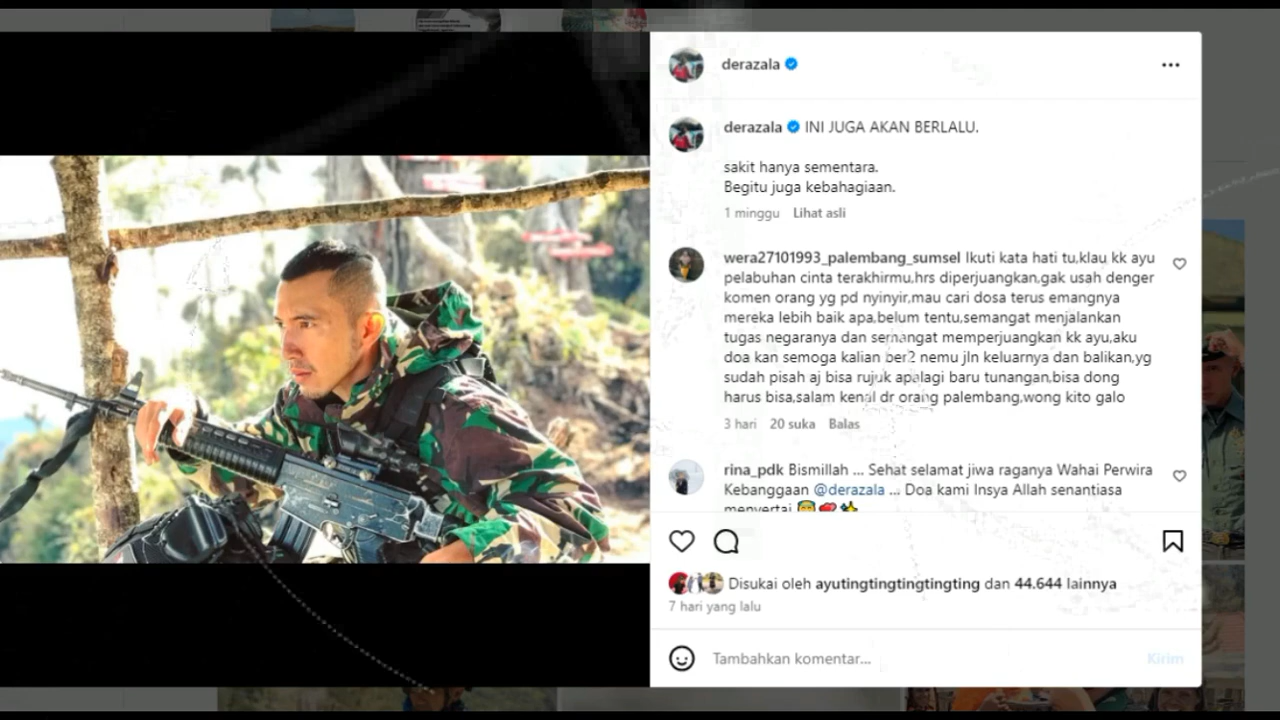 derazala
derazala INI JUGA AKAN BERLALU.
sakit hanya sementara.
Begitu juga kebahagiaan.
1 minggu Lihat asli
wera27101993_palembang_sumsel Ikuti kata hati tu,klau kk ayu
pelabuhan cinta terakhirmu,hrs diperjuangkan,gak usah denger
komen orang yg pd nyinyir,mau cari dosa terus emangnya
mereka lebih baik apa,belum tentu,semangat menjalankan
tugas negaranya dan semangat memperjuangkan kk ayu,aku
doa kan semoga kalian ber2 nemu jln keluarnya dan balikan,yg
sudah pisah aj bisa rujuk apalagi baru tunangan,bisa dong
harus bisa,salam kenal dr orang palembang,wong kito galo
3 hari 20 suka Balas
rina_pdk Bismillah ... Sehat selamat jiwa raganya Wahai Perwira
Kebanggaan @derazala ... Doa kami Insya Allah senantiasa
menyertai
Disukai oleh ayutingtingtingtingting dan 44.644 lainnya
7 hari yang lalu
Tambahkan komentar...
Kirim